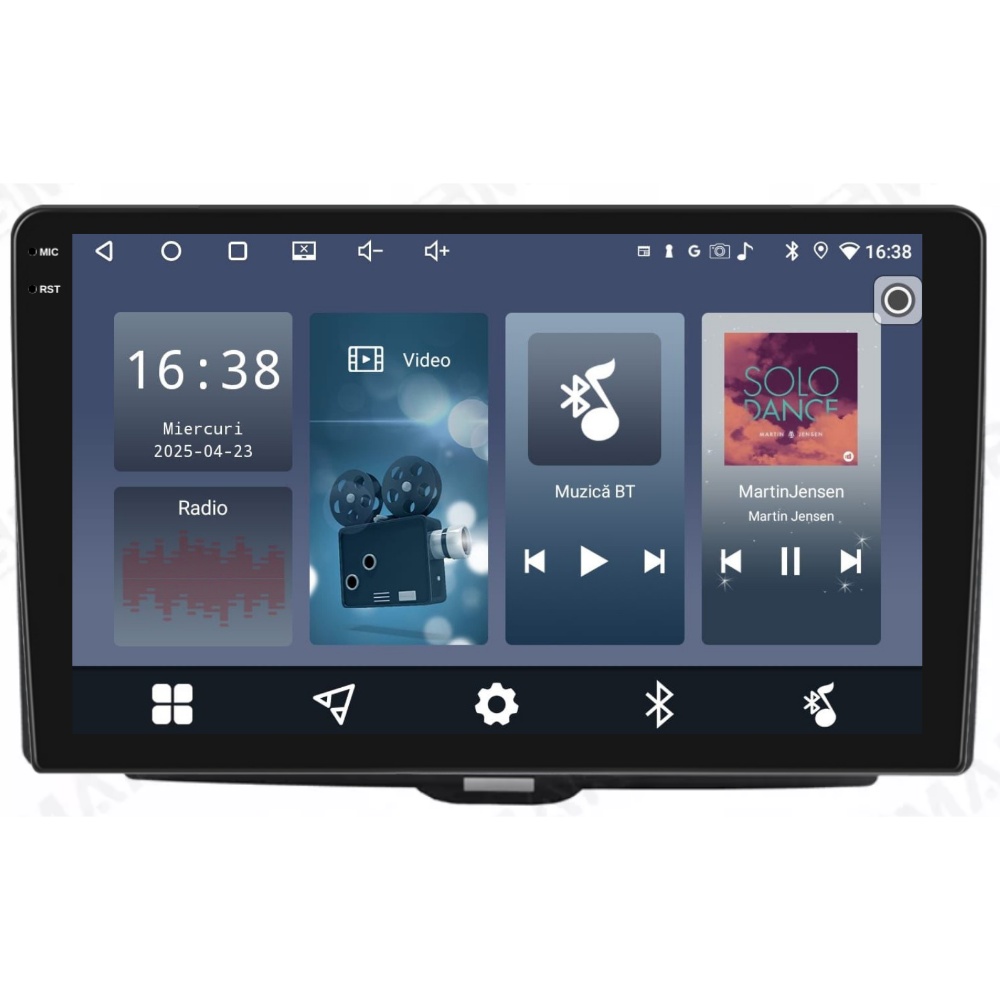 MIC
RST
G
16:38
16:38
Miercuri
2025-04-23
Radio
Video
Muzică BT
SOLO
DANCE
MARTIN JENSEN
MartinJensen
Martin Jensen